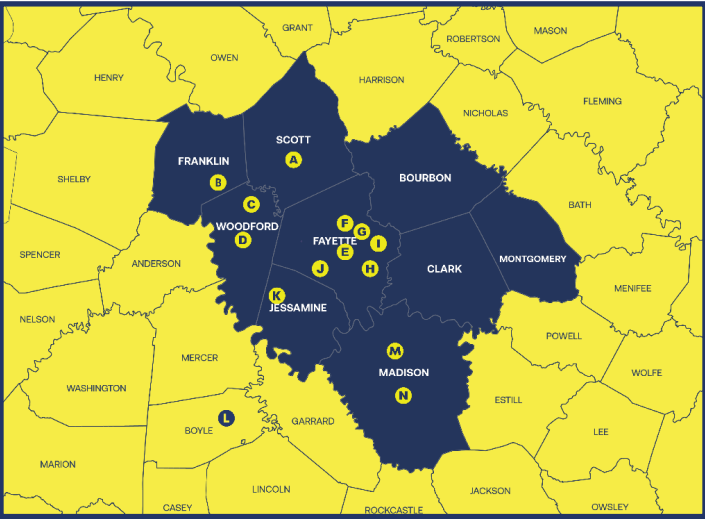 GRANT
MASON
ROBERTSON
OWEN
HENRY
HARRISON
FLEMING
NICHOLAS
SCOTT
A
FRANKLIN
B
BOURBON
SHELBY
C
BATH
WOODFORD
D
F
G
FAYETTE
I
E
SPENCER
ANDERSON
J
H
CLARK
MONTGOMERY
MENIFEE
K
JESSAMINE
NELSON
POWELL
MERCER
M
MADISON
WOLFE
WASHINGTON
N
ESTILL
L
BOYLE
GARRARD
LEE
MARION
LINCOLN
JACKSON
CASEY
ROCKCASTLE
OWSLEY